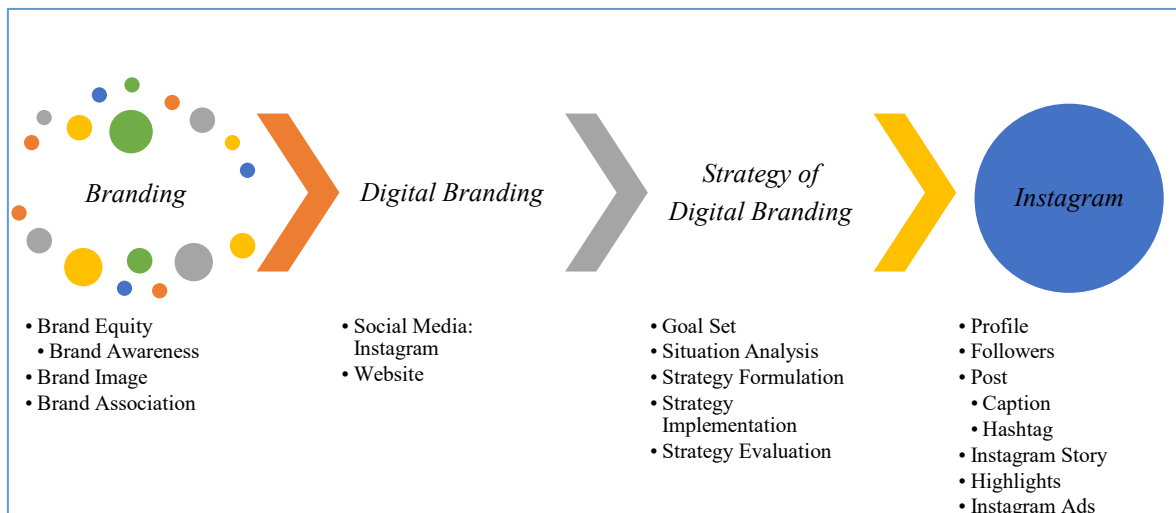 Branding
Digital Branding
Strategy of
Digital Branding
Instagram
• Brand Equity
• Brand Awareness
• Brand Image
• Brand Association
• Social Media:
Instagram
• Website
• Goal Set
• Situation Analysis
• Strategy Formulation
• Strategy
Implementation
• Strategy Evaluation
• Profile
• Followers
• Post
• Caption
• Hashtag
• Instagram Story
• Highlights
• Instagram Ads